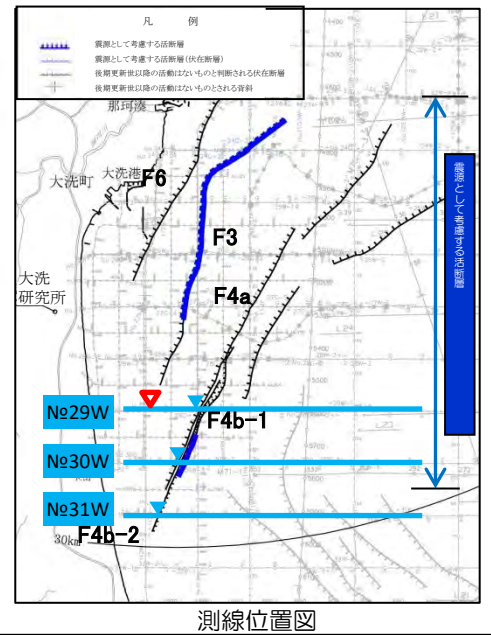 凡 例
震源として考慮する活断層
震源として考慮する活断層(伏在断層)
後期更新世以降の活動はないものと判断される伏在断層
後期更新世以降の活動はないものとされる背斜
那珂湊
大洗町
大洗港
F6
F3
F4a
大洗
研究所
震源として考慮する活断層
№29W
F4b-1
№30W
№31W
F4b-2
30km
測線位置図